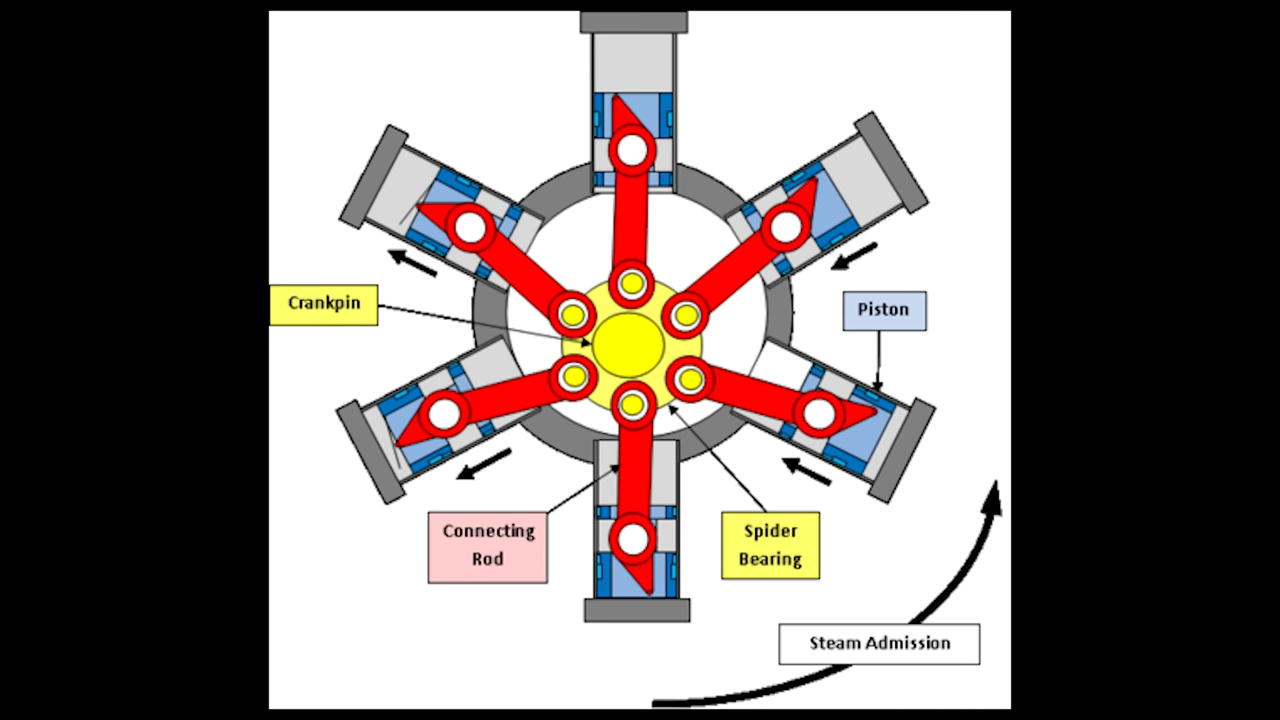 Crankpin
Piston
Connecting
Rod
Spider
Bearing
Steam Admission